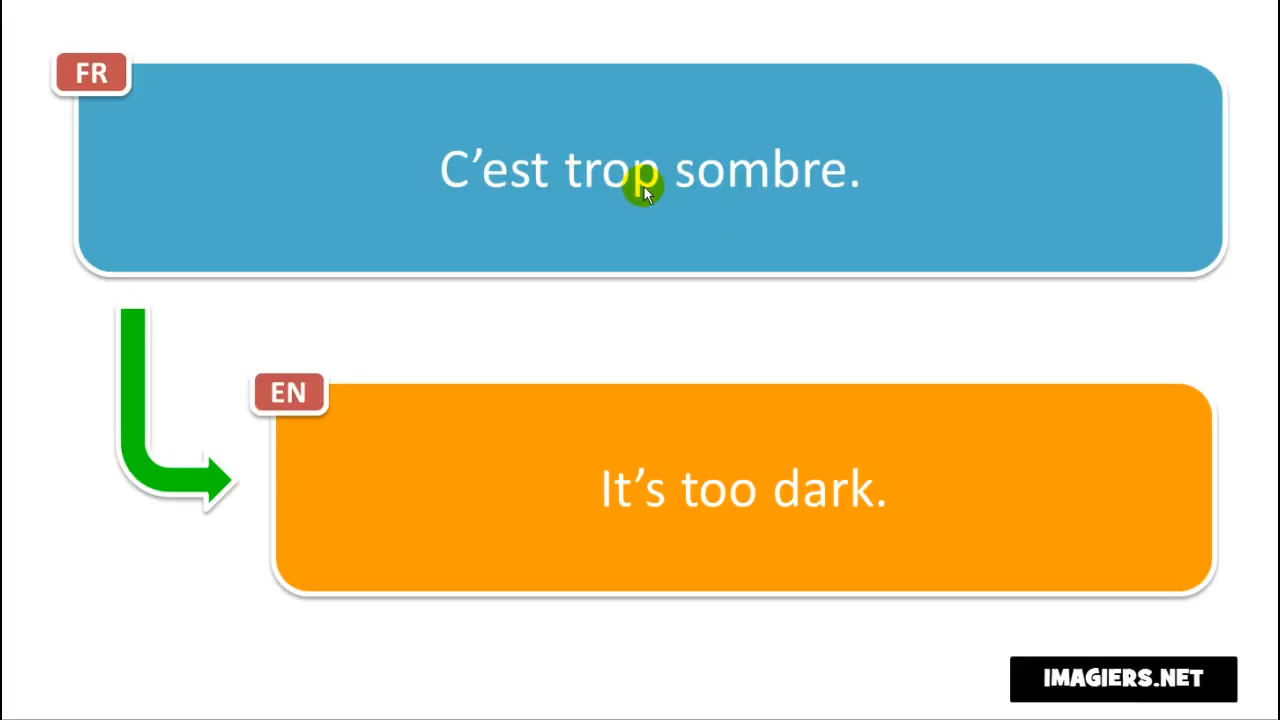 FR
C’est trop sombre.
EN
It’s too dark.
IMAGIERS.NET